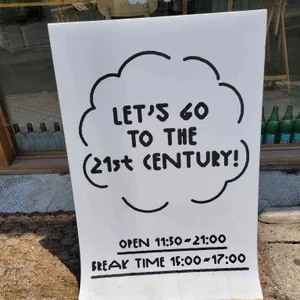 LET'S GO
TO THE
21st CENTURY!
OPEN 11:30~21:00
BREAK TIME 15:00~17:00